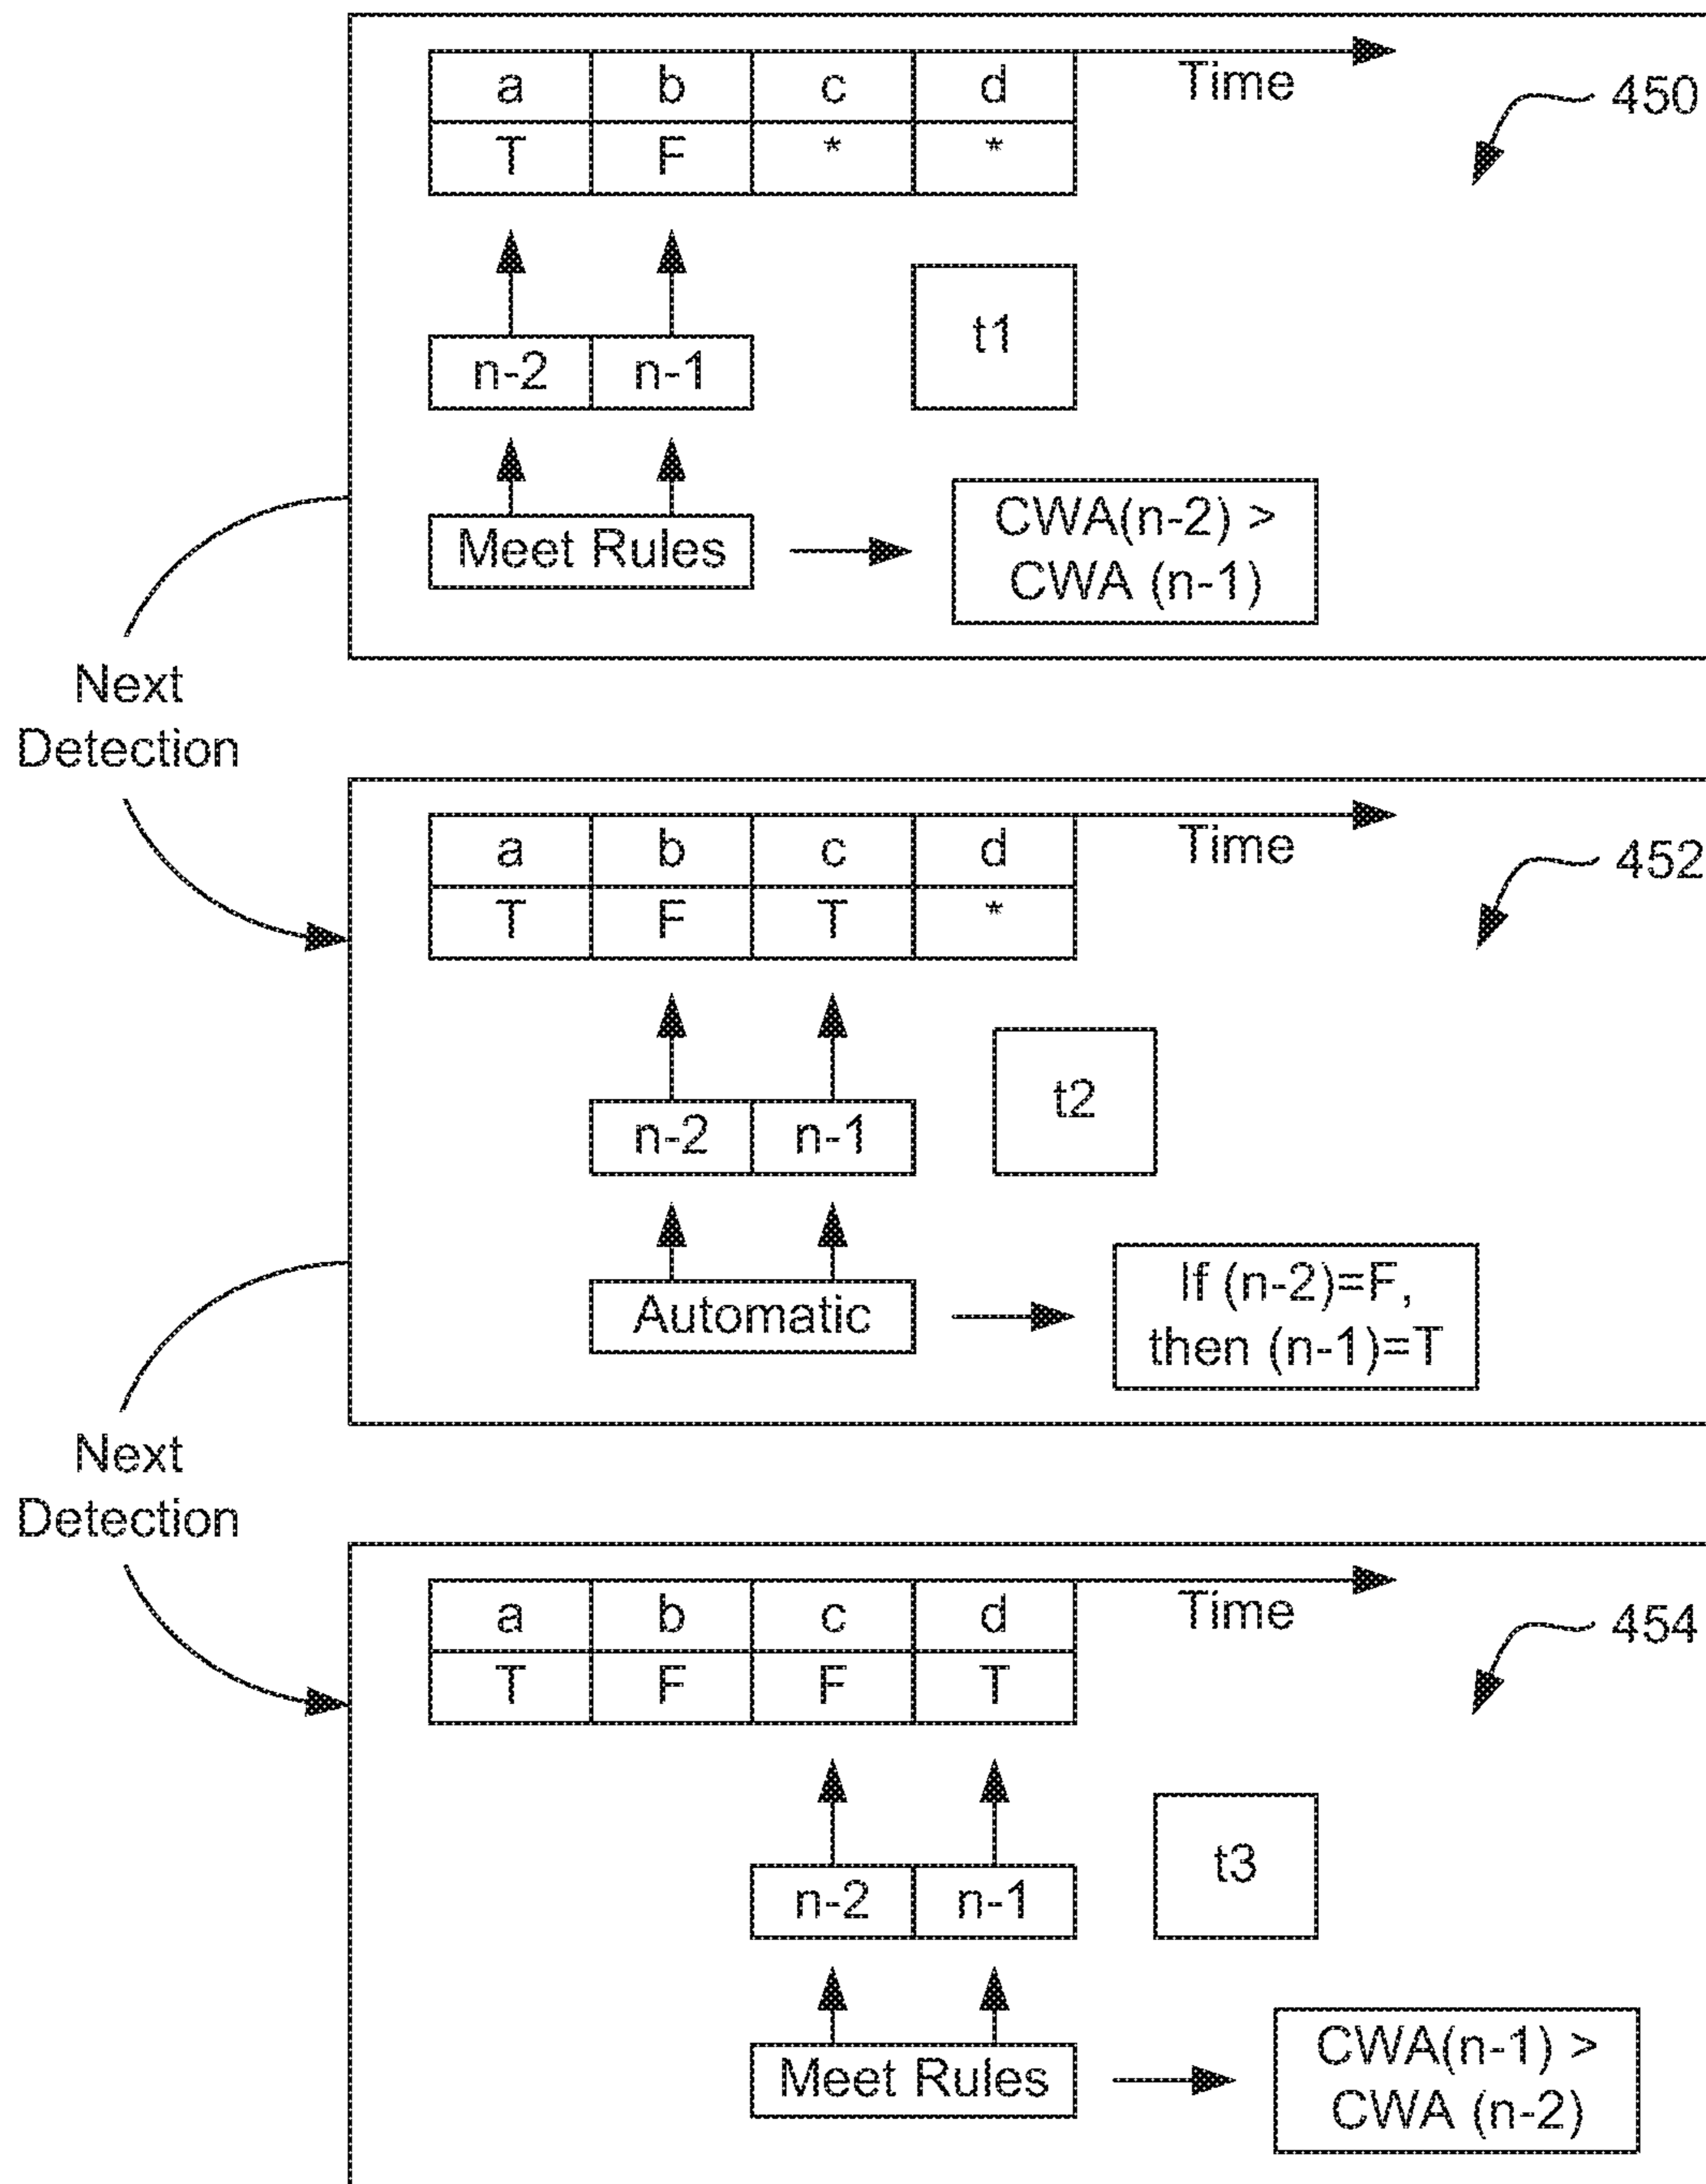 a b c d Time
450
T F * *
t1
n-2 n-1
CWA(n-2) >
Meet Rules
CWA (n-1)
Next
Detection
a b c d Time
452
T F T *
t2
n-2 n-1
If (n-2)=F,
Automatic
then (n-1)=T
Next
Detection
a b c d Time
454
T F F T
t3
n-2 n-1
CWA(n-1) >
Meet Rules
CWA (n-2)